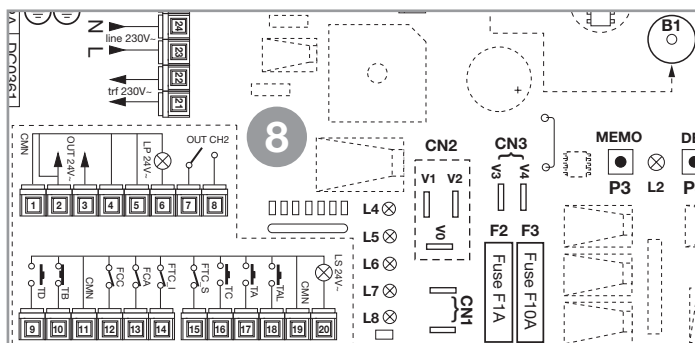 DC0361
N
L
line 230V~
trf 230V~
24
23
22
21
8
B1
CMN
OUT 24V~
LP 24V~
OUT CH2
1 2 3 4 5 6 7 8
CN2
V1 V2
V0
CN3
V3 V4
MEMO
P3
L2
L4
L5
L6
L7
L8
CN1
F2 F3
Fuse F1A
Fuse F10A
TD
TB
CMN
FCC
FCA
FTC_I
FTC_S
TC
TA
TAL
CMN
LS 24V~
9 10 11 12 13 14 15 16 17 18 19 20